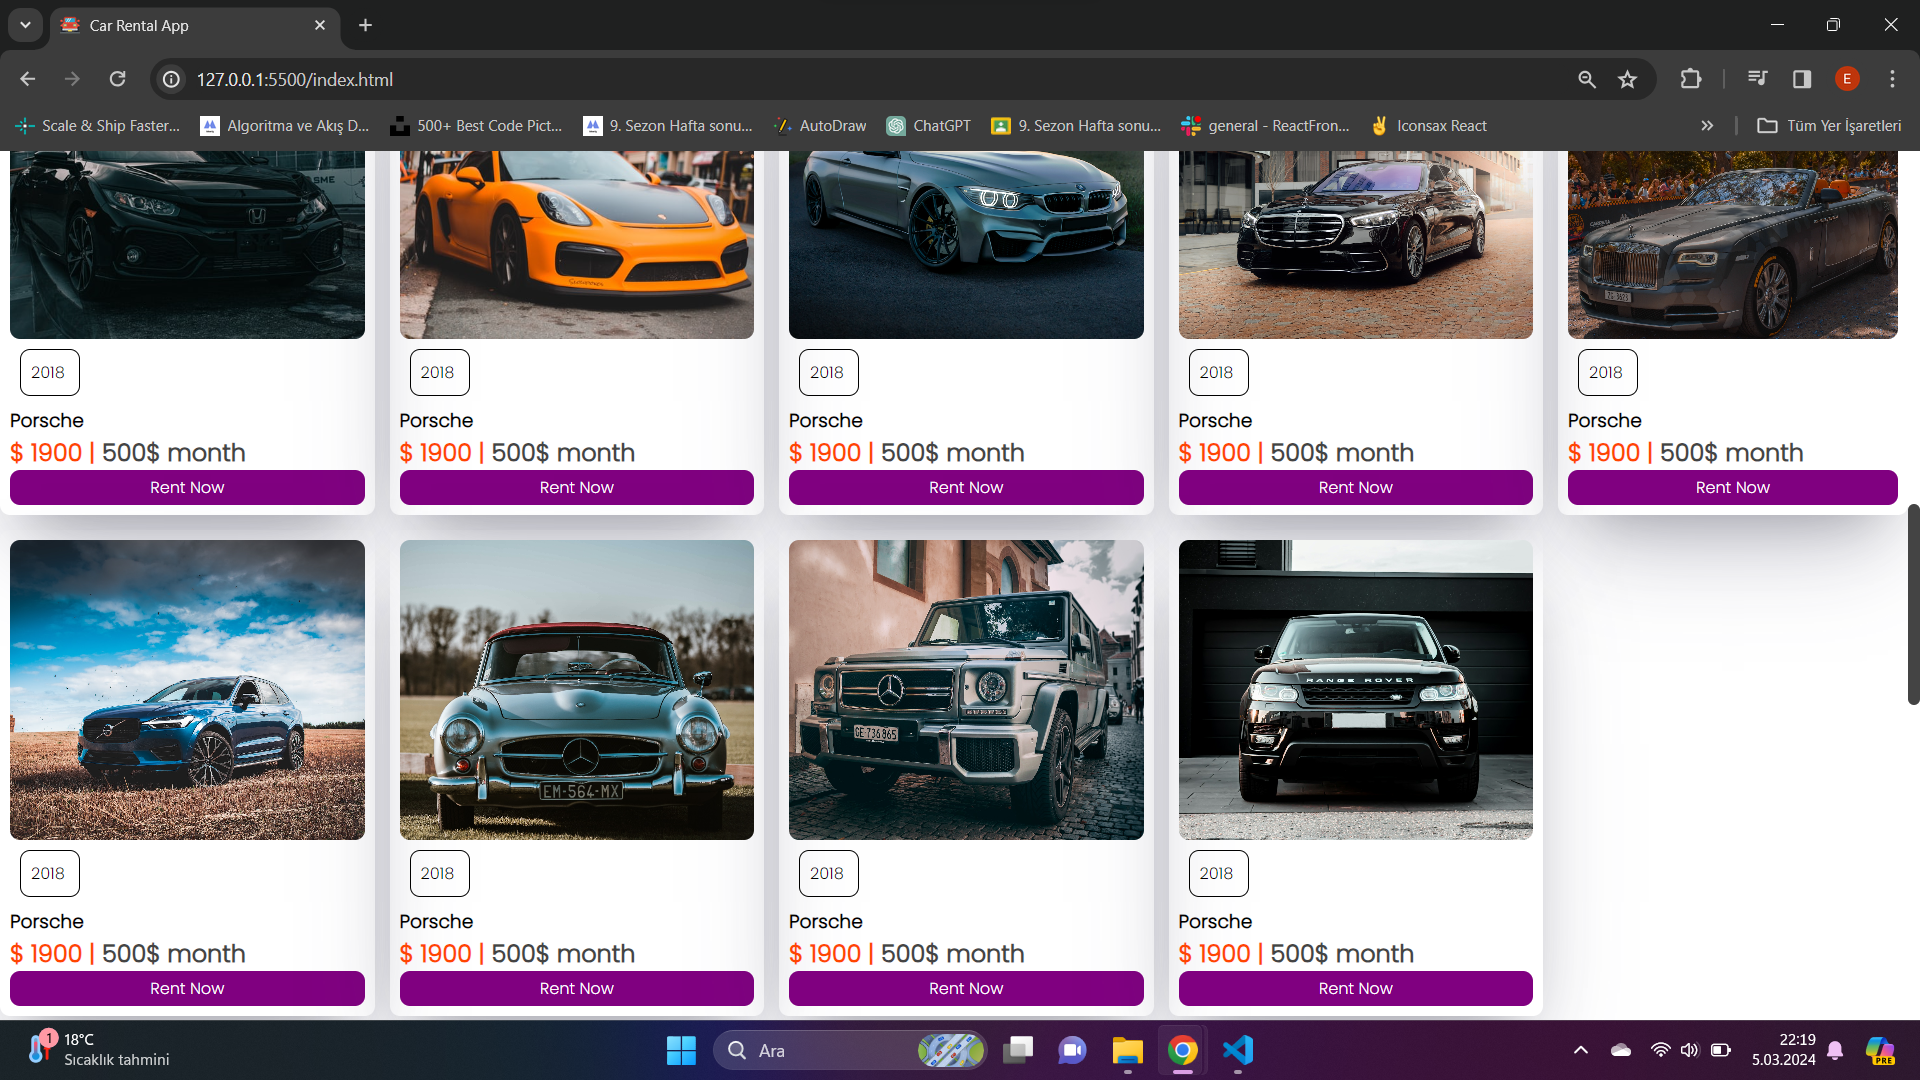 Car Rental App
127.0.0.1:5500/index.html
E
Scale & Ship Faster... Algoritma ve Akış D... 500+ Best Code Pict... 9. Sezon Hafta sonu... AutoDraw ChatGPT 9. Sezon Hafta sonu... general - ReactFron... Iconsax React » Tüm Yer İşaretleri
2018 2018 2018 2018 2018
Porsche Porsche Porsche Porsche Porsche
$ 1900 | 500$ month $ 1900 | 500$ month $ 1900 | 500$ month $ 1900 | 500$ month $ 1900 | 500$ month
Rent Now Rent Now Rent Now Rent Now Rent Now
RANGE ROVER
GE 736865
EM-564-MX
2018 2018 2018 2018
Porsche Porsche Porsche Porsche
$ 1900 | 500$ month $ 1900 | 500$ month $ 1900 | 500$ month $ 1900 | 500$ month
Rent Now Rent Now Rent Now Rent Now
1
18°C
Sıcaklık tahmini
Ara
22:19
5.03.2024
PRE